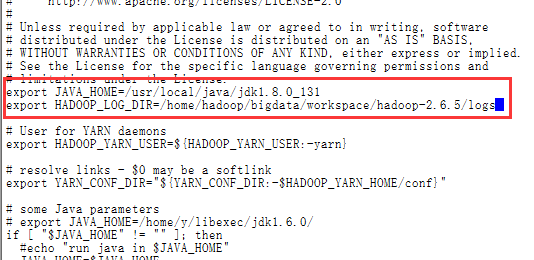 #     http://www.apache.org/licenses/LICENSE-2.0
#
# Unless required by applicable law or agreed to in writing, software
# distributed under the License is distributed on an "AS IS" BASIS,
# WITHOUT WARRANTIES OR CONDITIONS OF ANY KIND, either express or implied.
# See the License for the specific language governing permissions and
# limitations under the License.
export JAVA_HOME=/usr/local/java/jdk1.8.0_131
export HADOOP_LOG_DIR=/home/hadoop/bigdata/workspace/hadoop-2.6.5/logs
# User for YARN daemons
export HADOOP_YARN_USER=${HADOOP_YARN_USER:-yarn}
# resolve links - $0 may be a softlink
export YARN_CONF_DIR="${YARN_CONF_DIR:-$HADOOP_YARN_HOME/conf}"
# some Java parameters
# export JAVA_HOME=/home/y/libexec/jdk1.6.0/
if [ "$JAVA_HOME" != "" ]; then
  #echo "run java in $JAVA_HOME"
  JAVA_HOME=$JAVA_HOME